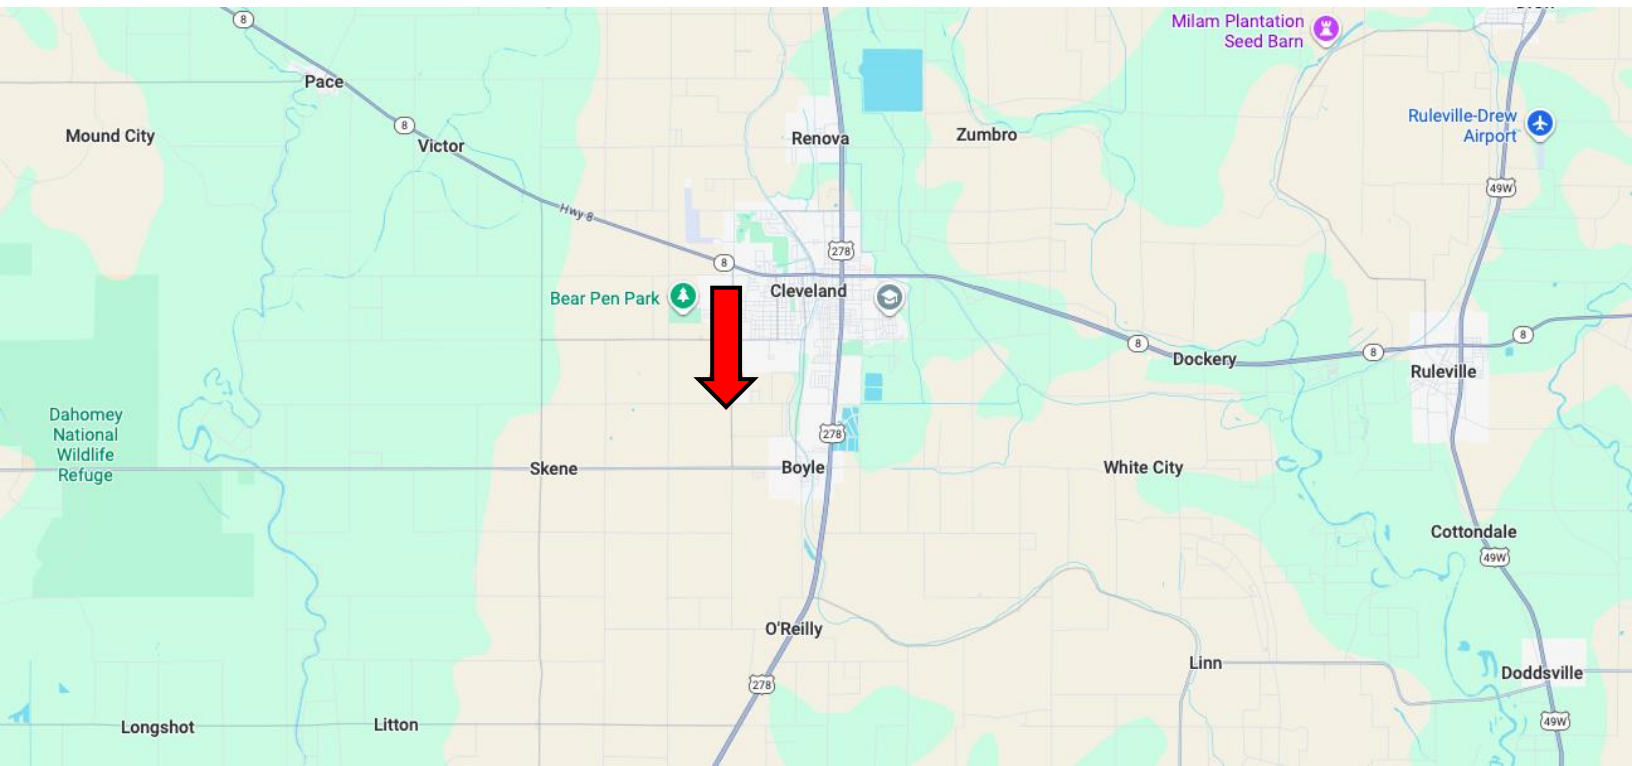 8
Milam Plantation
Seed Barn
Pace
8
Mound City
Victor
Renova
Zumbro
Ruleville-Drew
Airport
49W
Hwy 8
8
278
Bear Pen Park
Cleveland
8
Dockery
8
8
Ruleville
Dahomey
National
Wildlife
Refuge
278
Skene
Boyle
White City
Cottondale
49W
O'Reilly
Linn
278
Doddsville
Longshot
Litton
49W